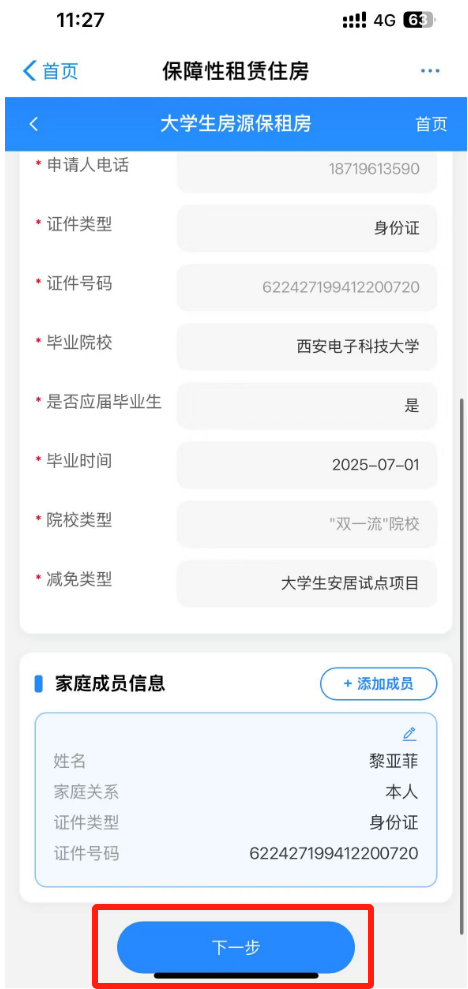 11:27 4G 63
首页 保障性租赁住房 ...
大学生房源保租房 首页
* 申请人电话 18719613590
* 证件类型 身份证
* 证件号码 622427199412200720
* 毕业院校 西安电子科技大学
* 是否应届毕业生 是
* 毕业时间 2025-07-01
* 院校类型 "双一流"院校
* 减免类型 大学生安居试点项目
家庭成员信息 + 添加成员
姓名 黎亚菲
家庭关系 本人
证件类型 身份证
证件号码 622427199412200720
下一步